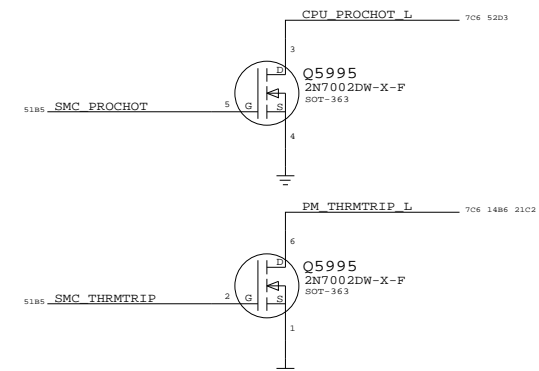 CPU_PROCHOT_L 7C6 52D3
3
D
Q5995
2N7002DW-X-F
SOT-363
51B5 SMC_PROCHOT 5 G S
4
PM_THRMTRIP_L 7C6 14B6 21C2
6
D
Q5995
2N7002DW-X-F
SOT-363
51B5 SMC_THRMTRIP 2 G S
1